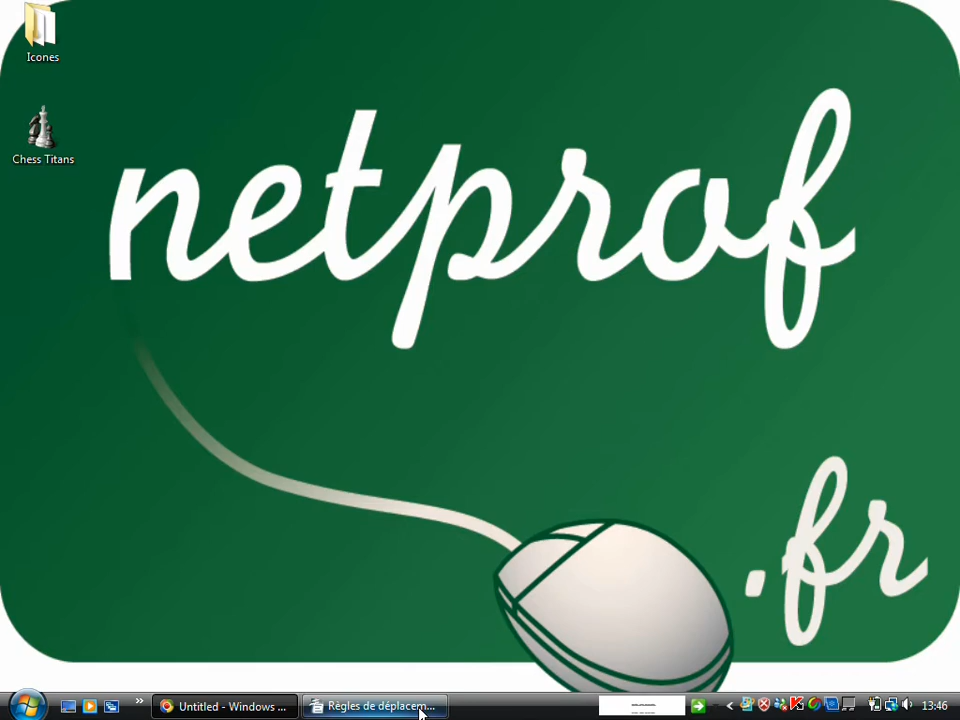 Icones
Chess Titans
netprof
.fr
»
Untitled - Windows ...
Règles de déplacem...
<
13:46